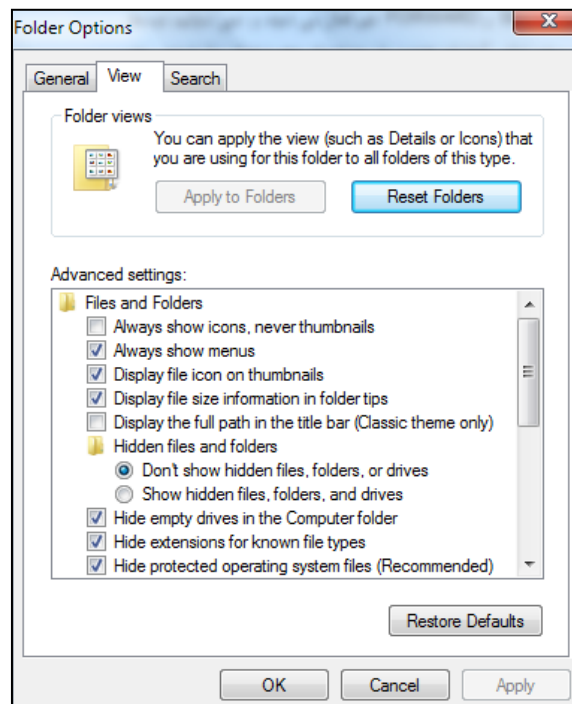 Folder Options
General
View
Search
Folder views
You can apply the view (such as Details or Icons) that
you are using for this folder to all folders of this type.
Apply to Folders
Reset Folders
Advanced settings:
Files and Folders
Always show icons, never thumbnails
Always show menus
Display file icon on thumbnails
Display file size information in folder tips
Display the full path in the title bar (Classic theme only)
Hidden files and folders
Don't show hidden files, folders, or drives
Show hidden files, folders, and drives
Hide empty drives in the Computer folder
Hide extensions for known file types
Hide protected operating system files (Recommended)
Restore Defaults
OK
Cancel
Apply